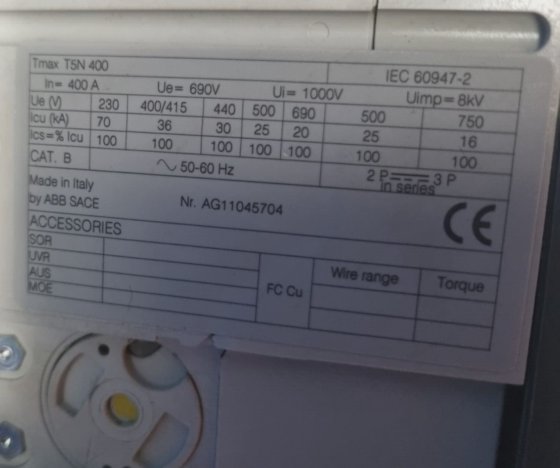 Tmax T5N 400 IEC 60947-2
In= 400 A Ue= 690V Ui= 1000V Uimp= 8kV
Ue (V) 230 400/415 440 500 690 500 750
Icu (kA) 70 36 30 25 20 25 16
Ics=% Icu 100 100 100 100 100 100 100
CAT. B 50-60 Hz 2 P 3 P
in series
Made in Italy
by ABB SACE Nr. AG11045704 CE
ACCESSORIES
SOR
UVR Wire range Torque
AUS FC Cu
MOE